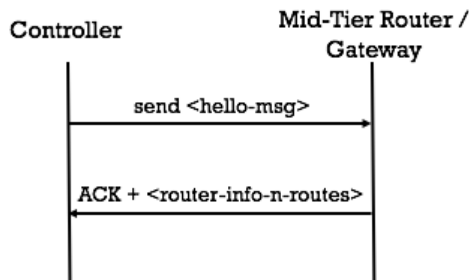 Controller
Mid-Tier Router /
Gateway
send <hello-msg>
ACK + <router-info-n-routes>